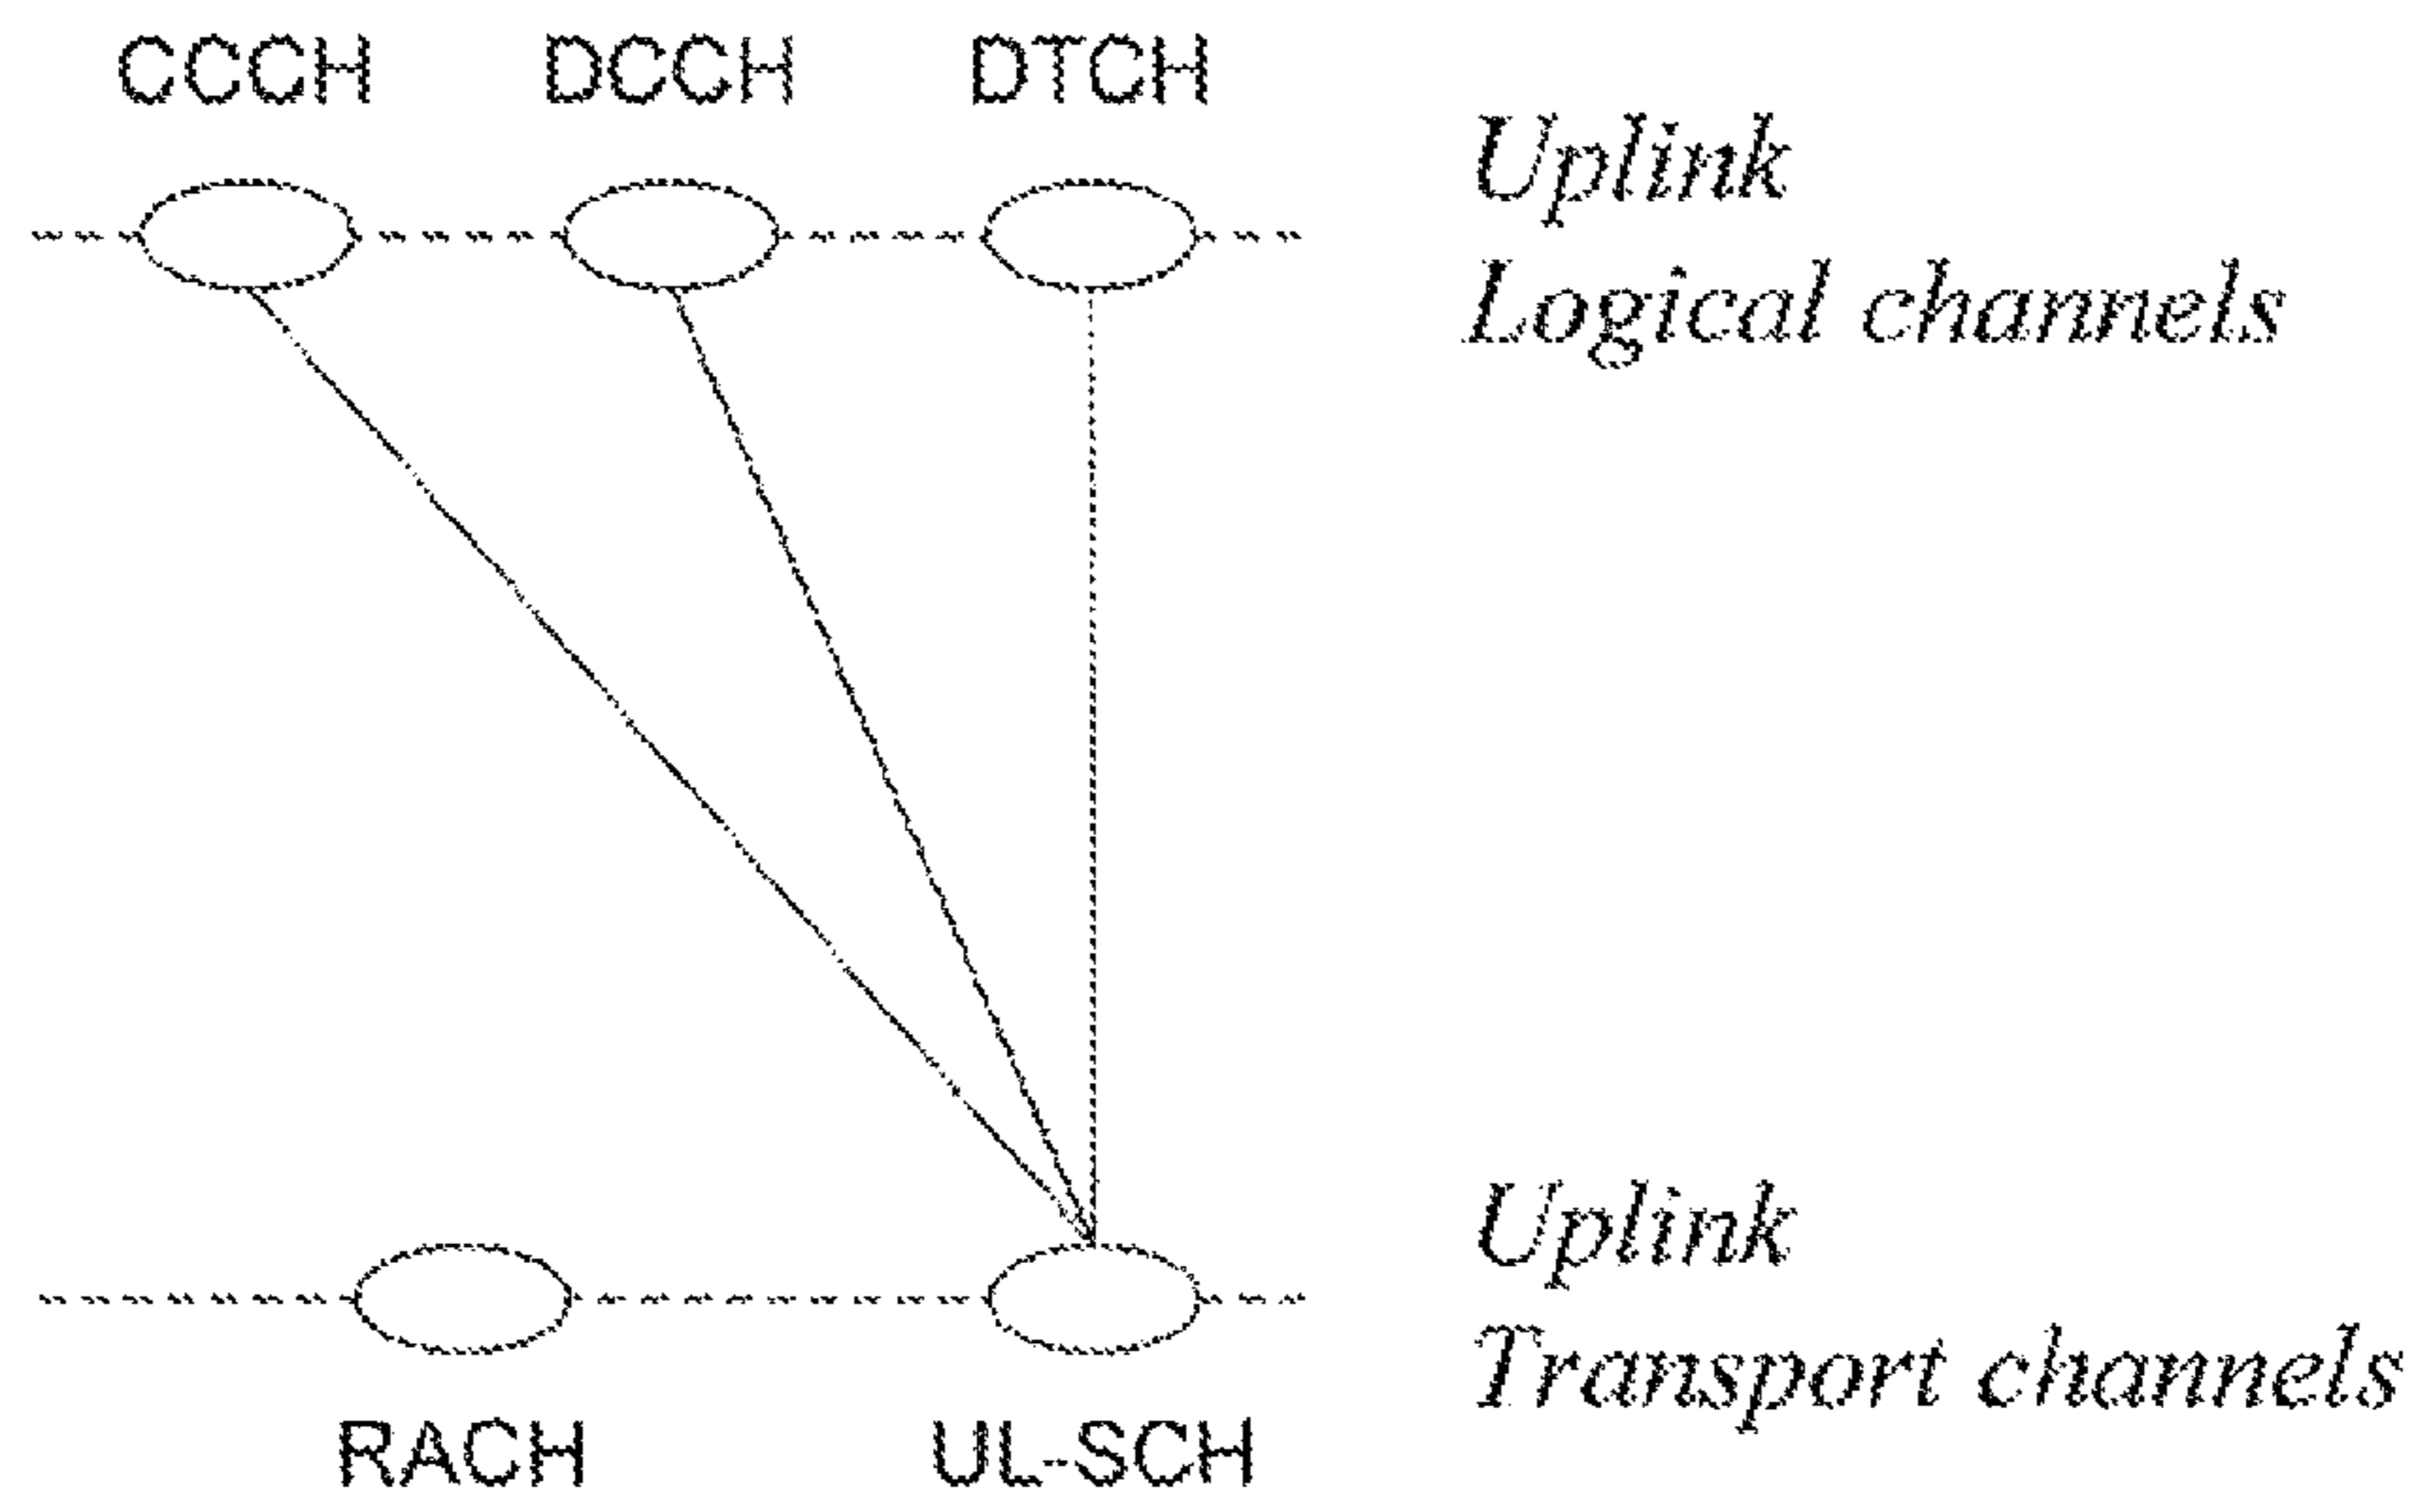 CCCH DCCH DTCH
Uplink
Logical channels
Uplink
Transport channels
RACH UL-SCH